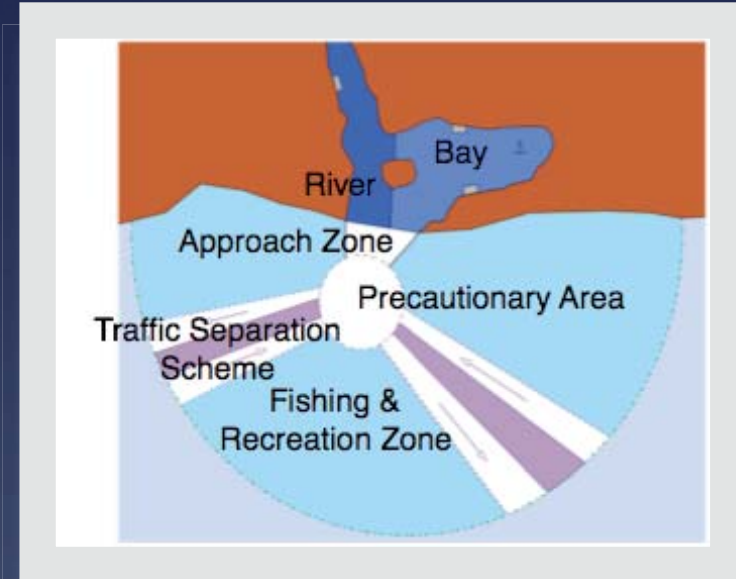 Bay
River
Approach Zone
Precautionary Area
Traffic Separation
Scheme
Fishing &
Recreation Zone